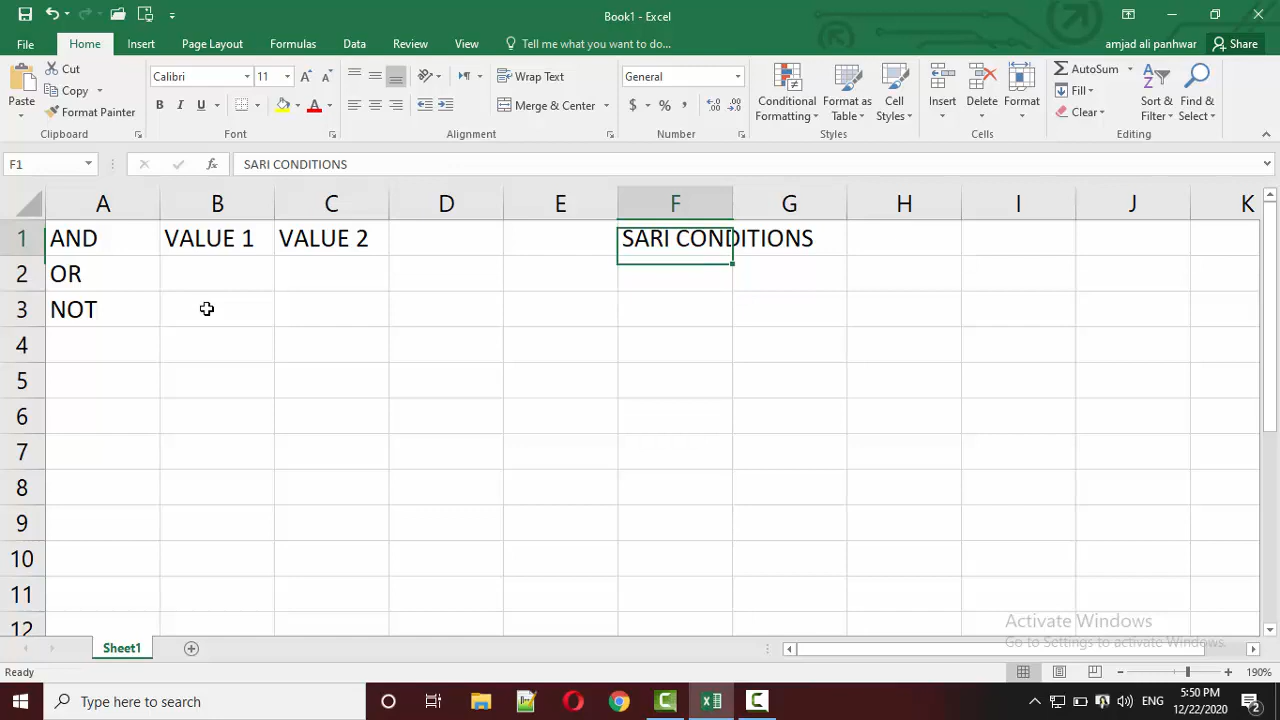 Book1 - Excel
File Home Insert Page Layout Formulas Data Review View Tell me what you want to do... amjad ali panhwar Share
Paste
Cut
Copy
Format Painter
Clipboard
Calibri 11
B I U
Font
Wrap Text
Merge & Center
Alignment
General
$ % ,
Number
Conditional Formatting
Format as Table
Cell Styles
Styles
Insert Delete Format
Cells
AutoSum
Fill
Clear
Sort & Filter
Find & Select
Editing
F1 fx SARI CONDITIONS
A B C D E F G H I J K
1 AND VALUE 1 VALUE 2 SARI CONDITIONS
2 OR
3 NOT
4
5
6
7
8
9
10
11
12
Activate Windows
Go to Settings to activate Windows.
Sheet1
Ready 190%
Type here to search
ENG
5:50 PM
12/22/2020
2